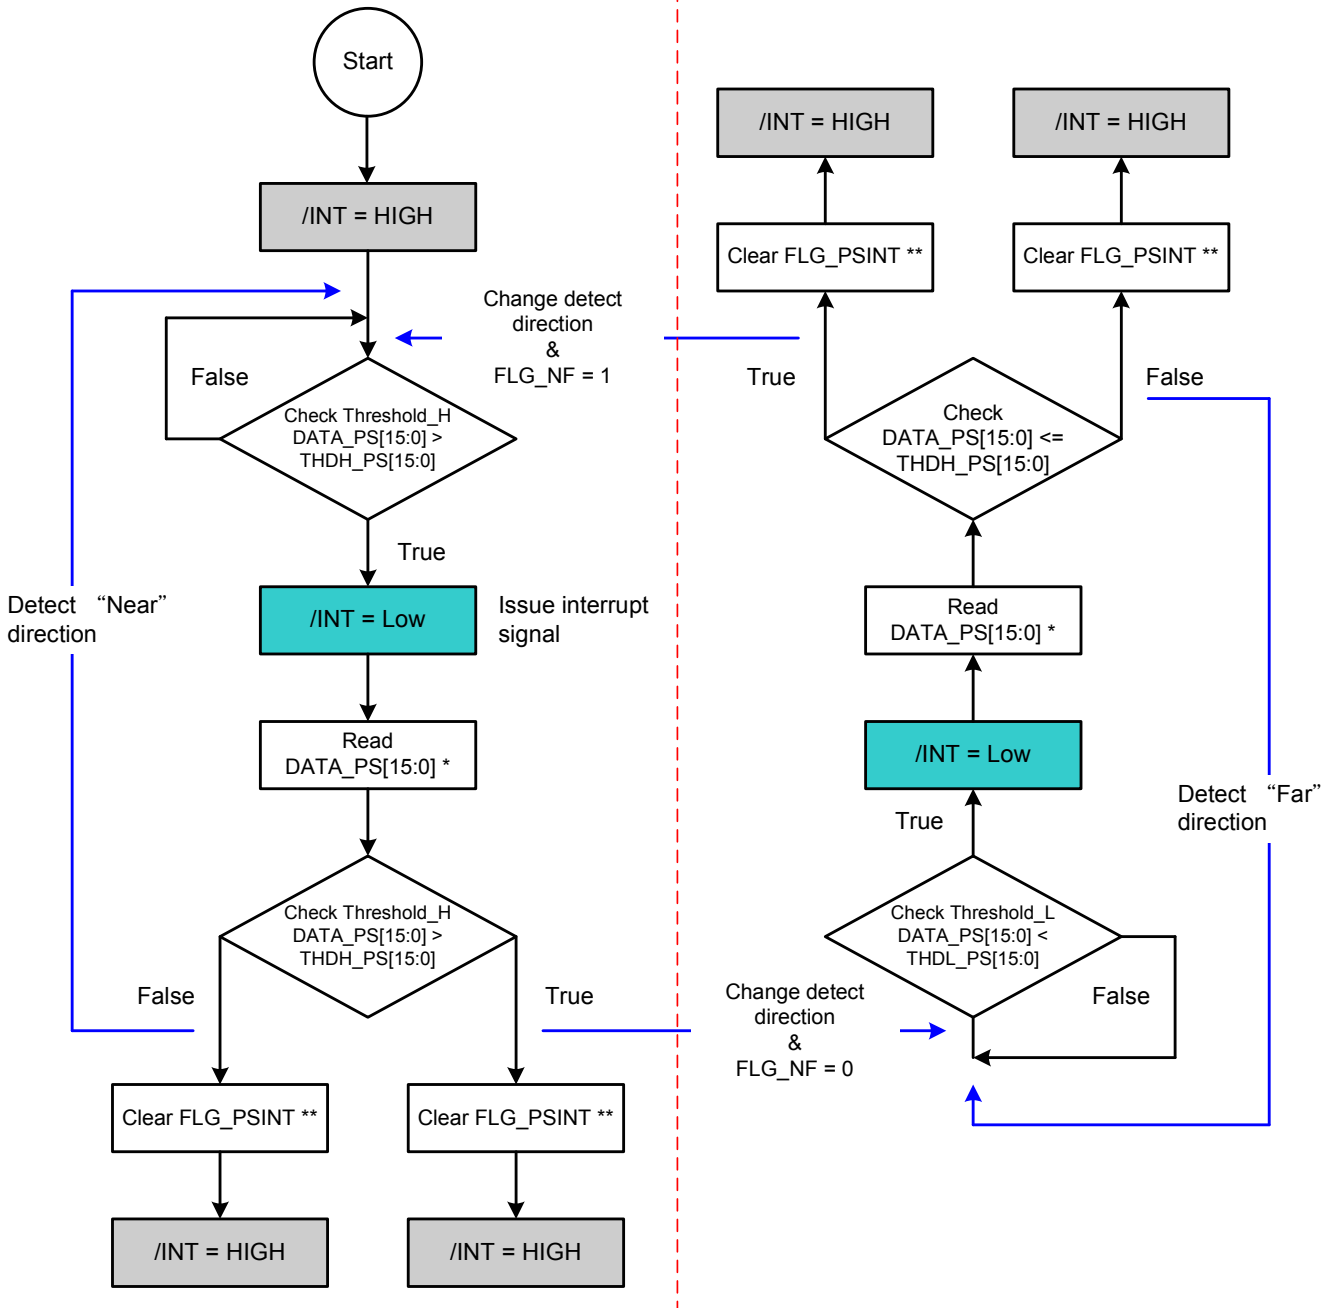 Start
/INT = HIGH
Change detect
direction
&
FLG_NF = 1
False
Check Threshold_H
DATA_PS[15:0] >
THDH_PS[15:0]
True
/INT = Low
Issue interrupt
signal
Detect “Near”
direction
Read
DATA_PS[15:0] *
Check Threshold_H
DATA_PS[15:0] >
THDH_PS[15:0]
False
True
Clear FLG_PSINT **
Clear FLG_PSINT **
/INT = HIGH
/INT = HIGH
/INT = HIGH
/INT = HIGH
Clear FLG_PSINT **
Clear FLG_PSINT **
True
False
Check
DATA_PS[15:0] <=
THDH_PS[15:0]
Read
DATA_PS[15:0] *
/INT = Low
Detect “Far”
direction
True
Check Threshold_L
DATA_PS[15:0] <
THDL_PS[15:0]
False
Change detect
direction
&
FLG_NF = 0